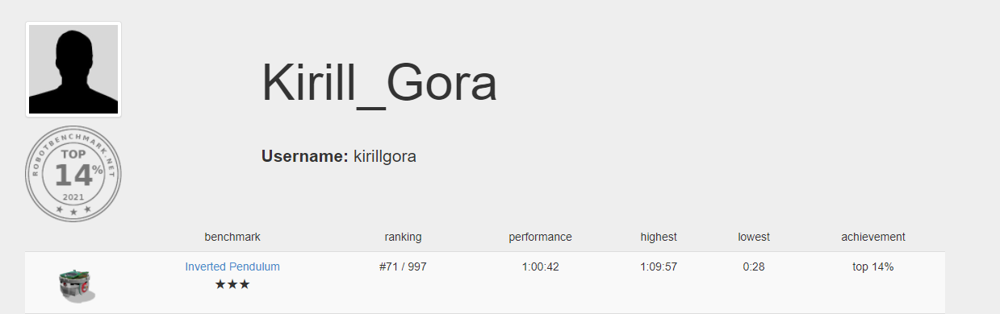 Kirill_Gora
Username: kirillgora
ROBOTBENCHMARK.NET
TOP
14%
2021
★ ★ ★
benchmark ranking performance highest lowest achievement
Inverted Pendulum #71 / 997 1:00:42 1:09:57 0:28 top 14%
★★★